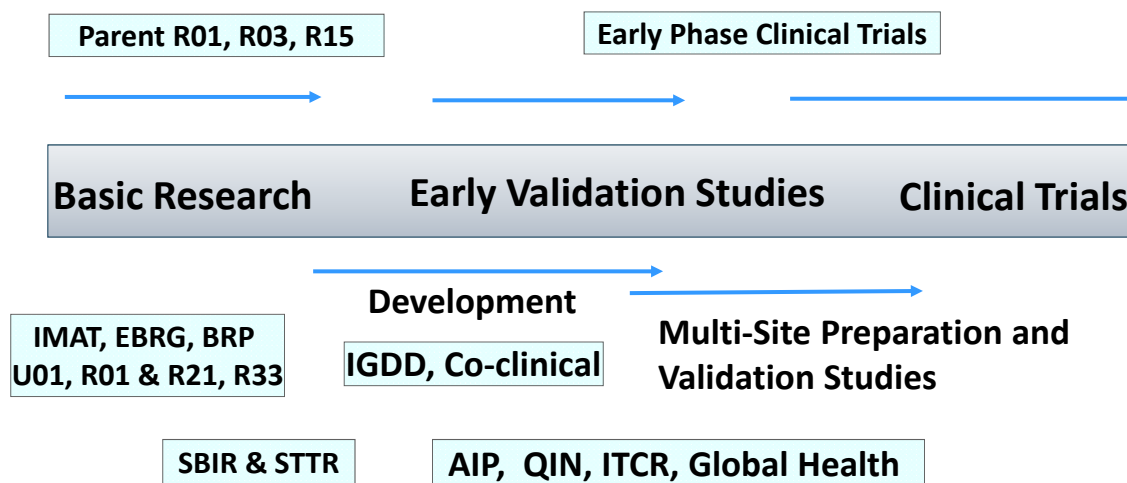 Parent R01, R03, R15
Early Phase Clinical Trials
Basic Research
Early Validation Studies
Clinical Trials
Development
IMAT, EBRG, BRP
U01, R01 & R21, R33
IGDD, Co-clinical
Multi-Site Preparation and
Validation Studies
SBIR & STTR
AIP, QIN, ITCR, Global Health